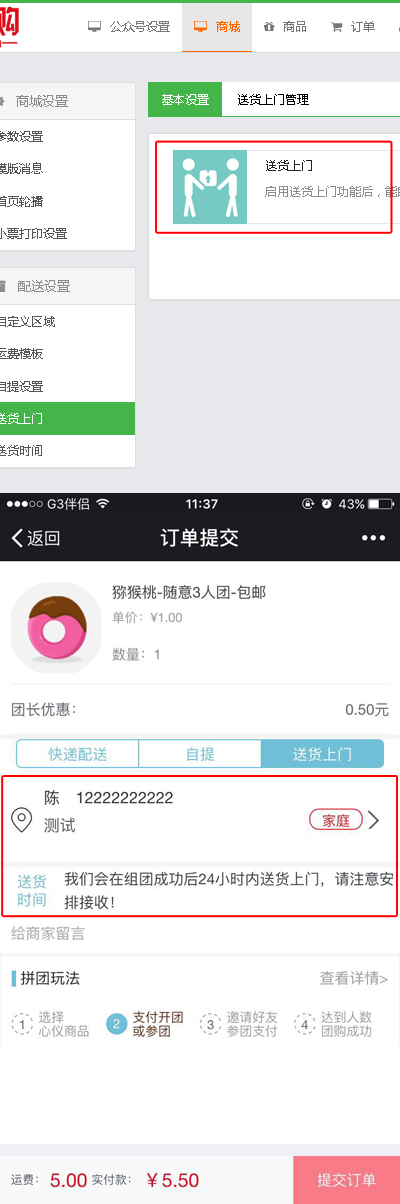 购
公众号设置
商城
商品
订单
商城设置
参数设置
模版消息
首页轮播
小票打印设置
配送设置
自定义区域
运费模板
自提设置
送货上门
送货时间
基本设置
送货上门管理
送货上门
启用送货上门功能后，能
G3伴侣
11:37
43%
返回
订单提交
猕猴桃-随意3人团-包邮
单价：¥1.00
数量：1
团长优惠：
0.50元
快递配送
自提
送货上门
陈 12222222222
测试
家庭
送货
时间
我们会在组团成功后24小时内送货上门，请注意安
排接收！
给商家留言
拼团玩法
查看详情>
1
选择
心仪商品
2
支付开团
或参团
3
邀请好友
参团支付
4
达到人数
团购成功
运费：
5.00
实付款：
￥5.50
提交订单